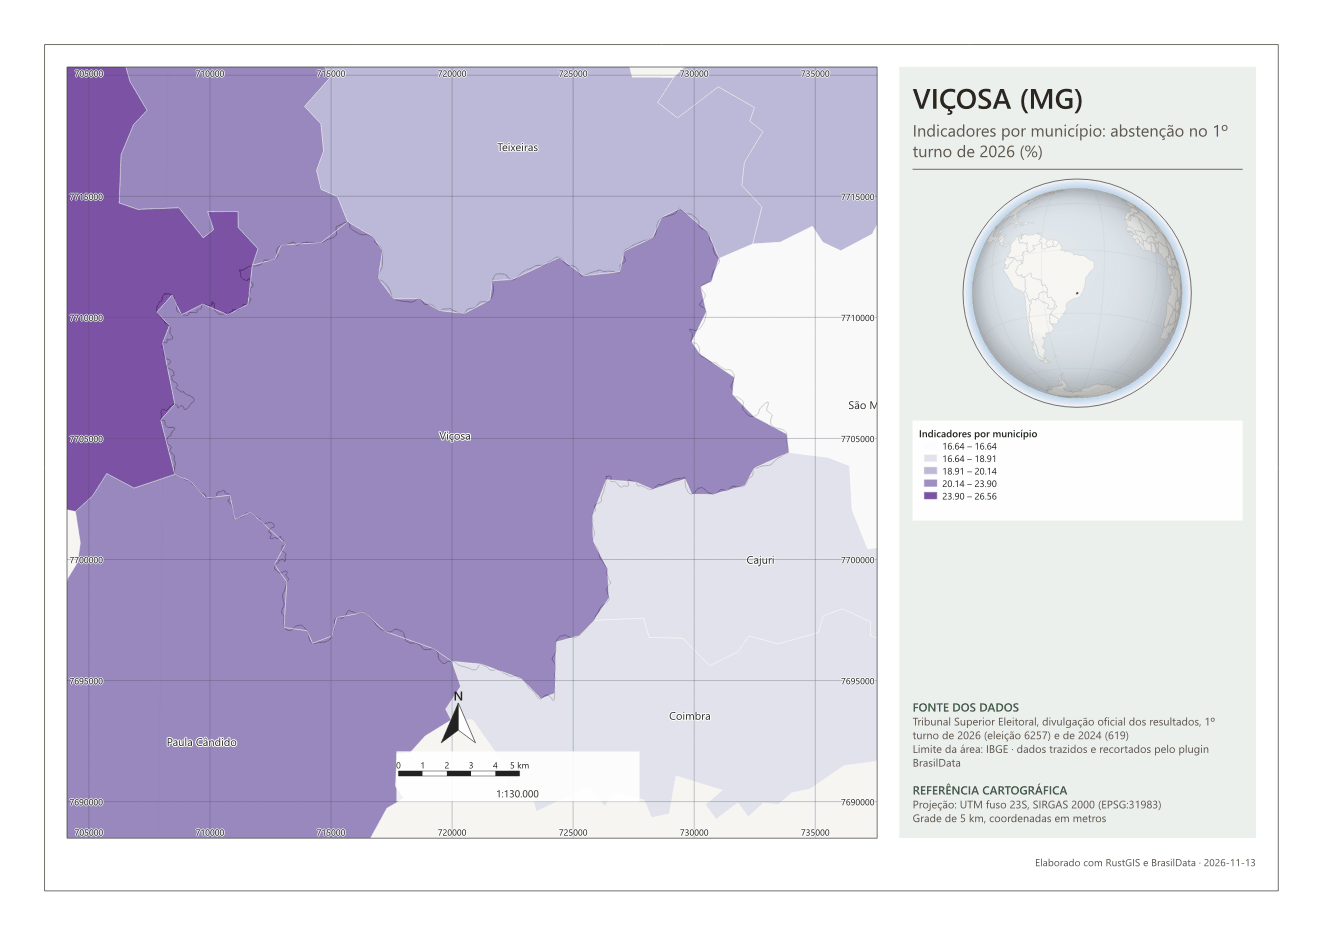 705000 710000 715000 720000 725000 730000 735000
Teixeiras
7715000 7715000
7710000 7710000
São M
Viçosa
7705000 7705000
7700000 Cajuri 7700000
7695000 7695000
N
Coimbra
Paula Cândido
0 1 2 3 4 5 km
1:130.000
7690000 7690000
705000 710000 715000 720000 725000 730000 735000
VIÇOSA (MG)
Indicadores por município: abstenção no 1º
turno de 2026 (%)
Indicadores por município
16.64 – 16.64
16.64 – 18.91
18.91 – 20.14
20.14 – 23.90
23.90 – 26.56
FONTE DOS DADOS
Tribunal Superior Eleitoral, divulgação oficial dos resultados, 1º
turno de 2026 (eleição 6257) e de 2024 (619)
Limite da área: IBGE · dados trazidos e recortados pelo plugin
BrasilData
REFERÊNCIA CARTOGRÁFICA
Projeção: UTM fuso 23S, SIRGAS 2000 (EPSG:31983)
Grade de 5 km, coordenadas em metros
Elaborado com RustGIS e BrasilData · 2026-11-13